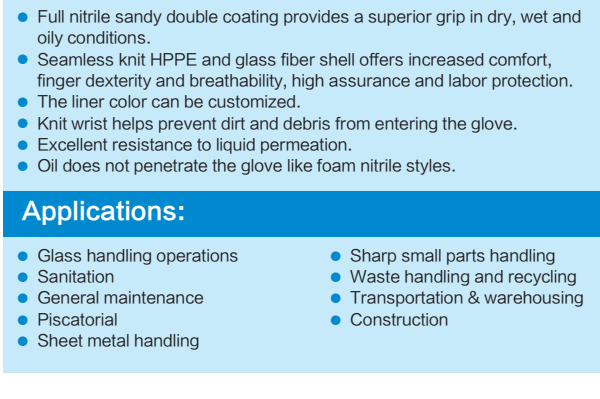 Full nitrile sandy double coating provides a superior grip in dry, wet and
oily conditions.
Seamless knit HPPE and glass fiber shell offers increased comfort,
finger dexterity and breathability, high assurance and labor protection.
The liner color can be customized.
Knit wrist helps prevent dirt and debris from entering the glove.
Excellent resistance to liquid permeation.
Oil does not penetrate the glove like foam nitrile styles.
Applications:
Glass handling operations
Sanitation
General maintenance
Piscatorial
Sheet metal handling
Sharp small parts handling
Waste handling and recycling
Transportation & warehousing
Construction